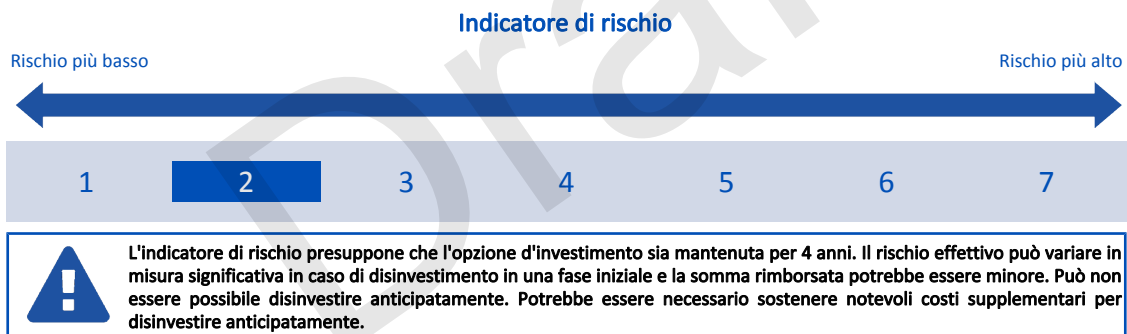 Indicatore di rischio
Rischio più basso Rischio più alto
1 2 3 4 5 6 7
L'indicatore di rischio presuppone che l'opzione d'investimento sia mantenuta per 4 anni. Il rischio effettivo può variare in
misura significativa in caso di disinvestimento in una fase iniziale e la somma rimborsata potrebbe essere minore. Può non
essere possibile disinvestire anticipatamente. Potrebbe essere necessario sostenere notevoli costi supplementari per
disinvestire anticipatamente.
Draft